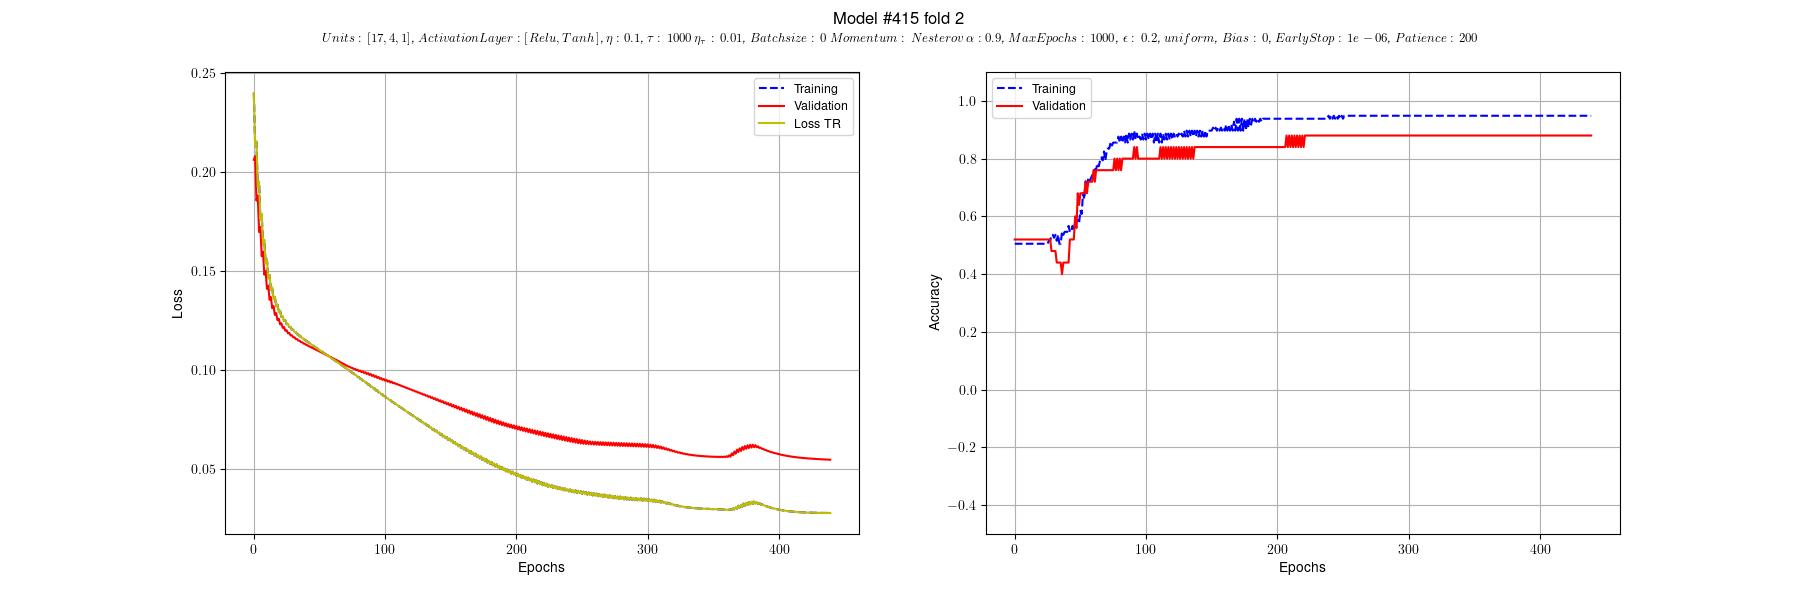 Model #415 fold 2
Units : [17, 4, 1], ActivationLayer : [Relu, Tanh], η : 0.1, τ : 1000 η_τ : 0.01, Batchsize : 0 Momentum : Nesterov α : 0.9, MaxEpochs : 1000, ϵ : 0.2, uniform, Bias : 0, EarlyStop : 1e − 06, Patience : 200
0.25
0.20
0.15
0.10
0.05
Loss
Training
Validation
Loss TR
0 100 200 300 400
Epochs
1.0
0.8
0.6
0.4
0.2
0.0
−0.2
−0.4
Accuracy
Training
Validation
0 100 200 300 400
Epochs